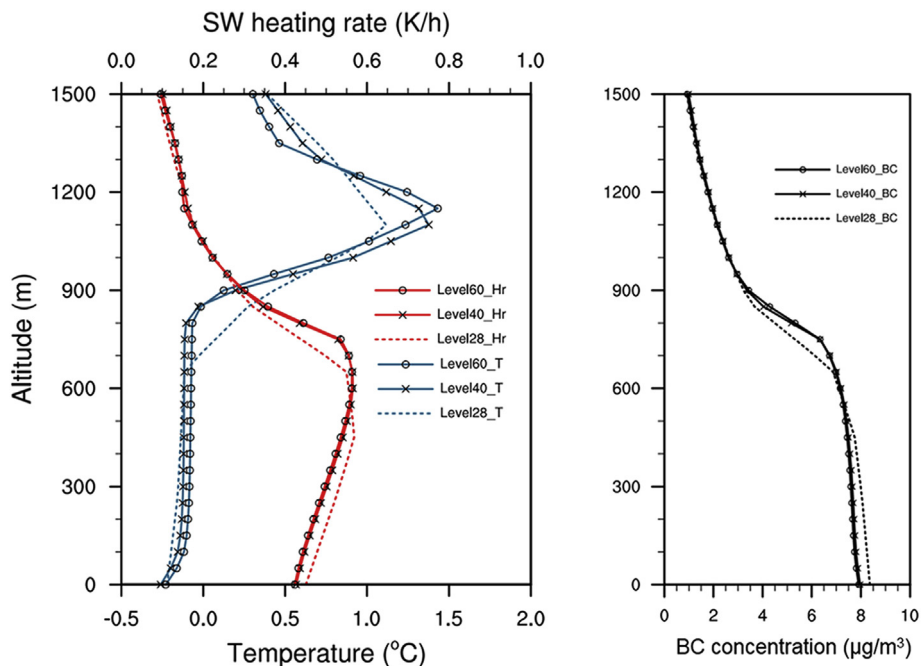 SW heating rate (K/h)
0.0 0.2 0.4 0.6 0.8 1.0
1500
1200
900
600
300
0
Altitude (m)
Level60_Hr
Level40_Hr
Level28_Hr
Level60_T
Level40_T
Level28_T
-0.5 0.0 0.5 1.0 1.5 2.0
Temperature (°C)
1500
1200
900
600
300
0
Level60_BC
Level40_BC
Level28_BC
0 2 4 6 8 10
BC concentration (μg/m³)